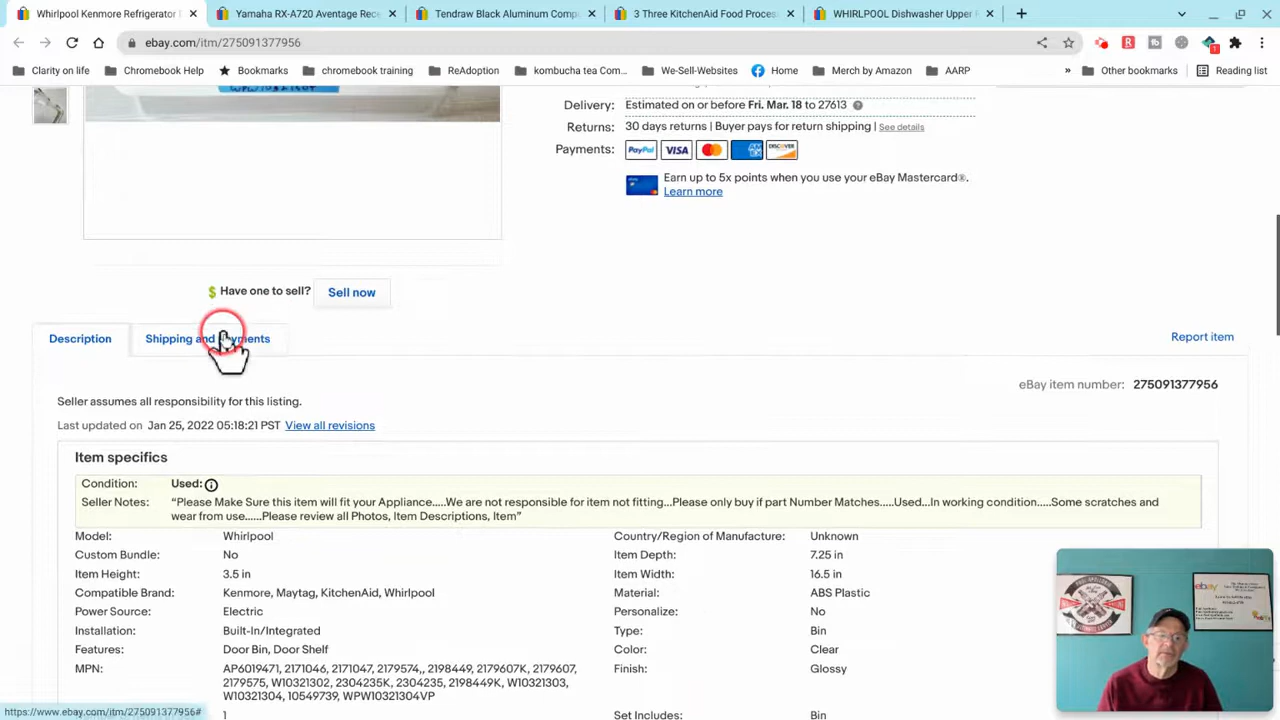 Whirlpool Kenmore Refrigerator
Yamaha RX-A720 Aventage Rec
Tendraw Black Aluminum Comp
3 Three KitchenAid Food Proces
WHIRLPOOL Dishwasher Upper
ebay.com/itm/275091377956
Clarity on life
Chromebook Help
Bookmarks
chromebook training
ReAdoption
kombucha tea Com...
We-Sell-Websites
Home
Merch by Amazon
AARP
»
Other bookmarks
Reading list
Delivery: Estimated on or before Fri. Mar. 18 to 27613
Returns: 30 days returns | Buyer pays for return shipping | See details
Payments: PayPal VISA DISCOVER
Earn up to 5x points when you use your eBay Mastercard®.
Learn more
$ Have one to sell? Sell now
Description
Shipping and payments
Report item
eBay item number: 275091377956
Seller assumes all responsibility for this listing.
Last updated on Jan 25, 2022 05:18:21 PST View all revisions
Item specifics
Condition: Used:
Seller Notes: “Please Make Sure this item will fit your Appliance.....We are not responsible for item not fitting...Please only buy if part Number Matches.....Used...In working condition.....Some scratches and
wear from use......Please review all Photos, Item Descriptions, Item”
Model: Whirlpool
Country/Region of Manufacture: Unknown
Custom Bundle: No
Item Depth: 7.25 in
Item Height: 3.5 in
Item Width: 16.5 in
Compatible Brand: Kenmore, Maytag, KitchenAid, Whirlpool
Material: ABS Plastic
Power Source: Electric
Personalize: No
Installation: Built-In/Integrated
Type: Bin
Features: Door Bin, Door Shelf
Color: Clear
MPN: AP6019471, 2171046, 2171047, 2179574,, 2198449, 2179607K, 2179607,
2179575, W10321302, 2304235K, 2304235, 2198449K, W10321303,
W10321304, 10549739, WPW10321304VP
Finish: Glossy
1
Set Includes: Bin
https://www.ebay.com/itm/275091377956#
ebay